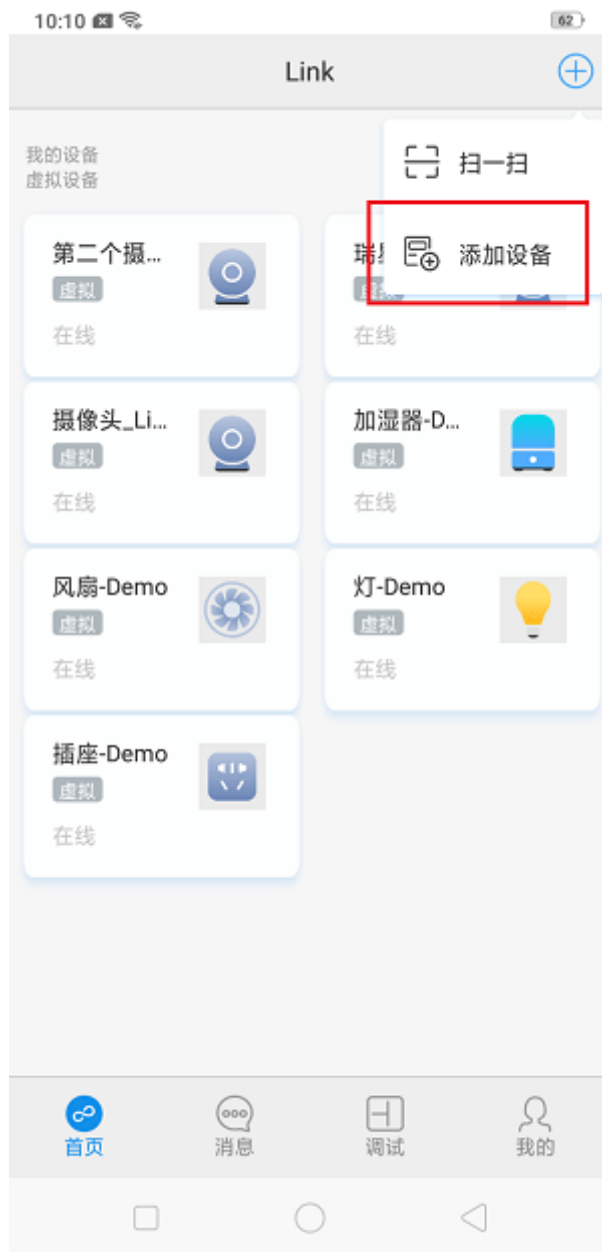 10:10
62
Link
扫一扫
添加设备
我的设备
虚拟设备
第二个摄...
虚拟
在线
在线
摄像头_Li...
虚拟
在线
加湿器-D...
虚拟
在线
风扇-Demo
虚拟
在线
灯-Demo
虚拟
在线
插座-Demo
虚拟
在线
首页
消息
调试
我的